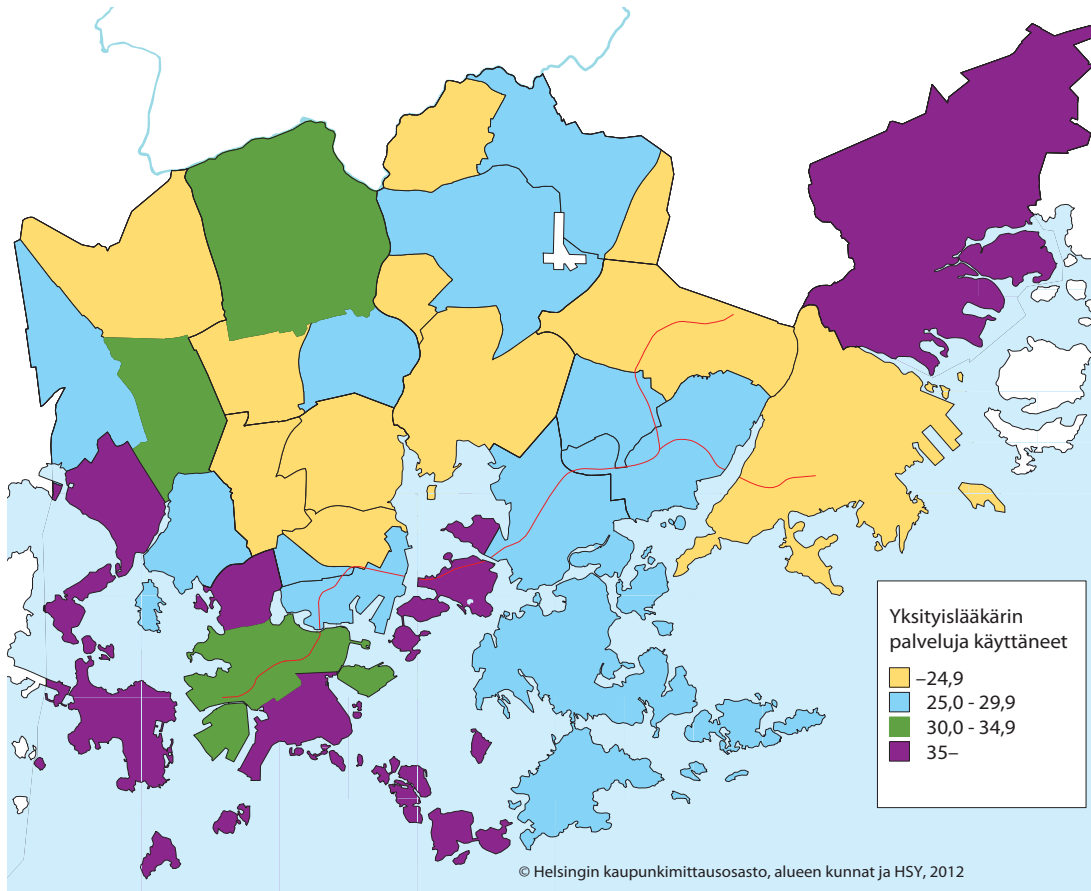 Yksityislääkärin
palveluja käyttäneet
–24,9
25,0 - 29,9
30,0 - 34,9
35–
© Helsingin kaupunkimittausosasto, alueen kunnat ja HSY, 2012